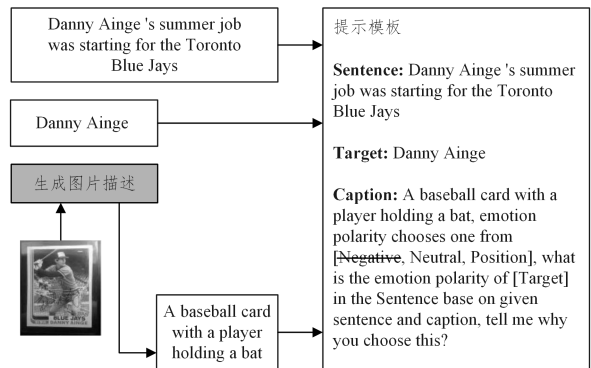 Danny Ainge 's summer job
was starting for the Toronto
Blue Jays
Danny Ainge
生成图片描述
BLUE JAYS
DANNY AINGE
A baseball card
with a player
holding a bat
提示模板
Sentence: Danny Ainge 's summer
job was starting for the Toronto
Blue Jays
Target: Danny Ainge
Caption: A baseball card with a
player holding a bat, emotion
polarity chooses one from
[Negative, Neutral, Position], what
is the emotion polarity of [Target]
in the Sentence base on given
sentence and caption, tell me why
you choose this?